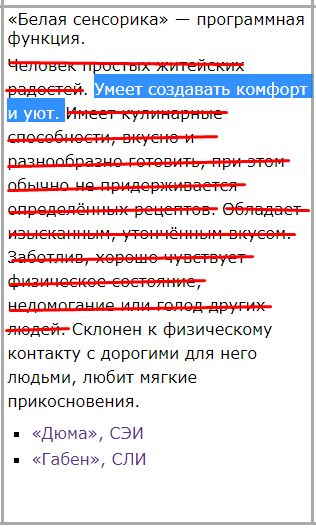 «Белая сенсорика» — программная
функция.
Человек простых житейских
радостей. Умеет создавать комфорт
и уют. Имеет кулинарные
способности, вкусно и
разнообразно готовить, при этом
обычно не придерживается
определённых рецептов. Обладает
изысканным, утончённым вкусом.
Заботлив, хорошо чувствует
физическое состояние,
недомогание или голод других
людей. Склонен к физическому
контакту с дорогими для него
людьми, любит мягкие
прикосновения.
«Дюма», СЭИ
«Габен», СЛИ